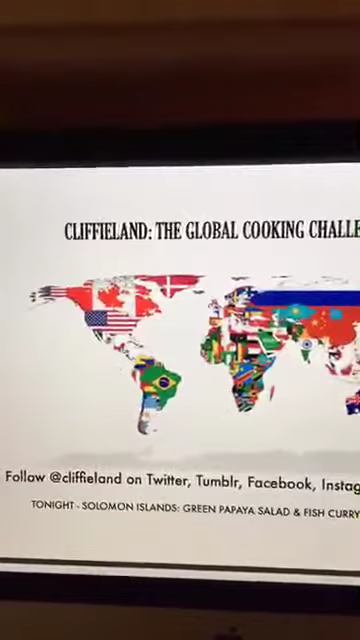 CLIFFIELAND: THE GLOBAL COOKING CHALLE
Follow @cliffieland on Twitter, Tumblr, Facebook, Instag
TONIGHT - SOLOMON ISLANDS: GREEN PAPAYA SALAD & FISH CURRY